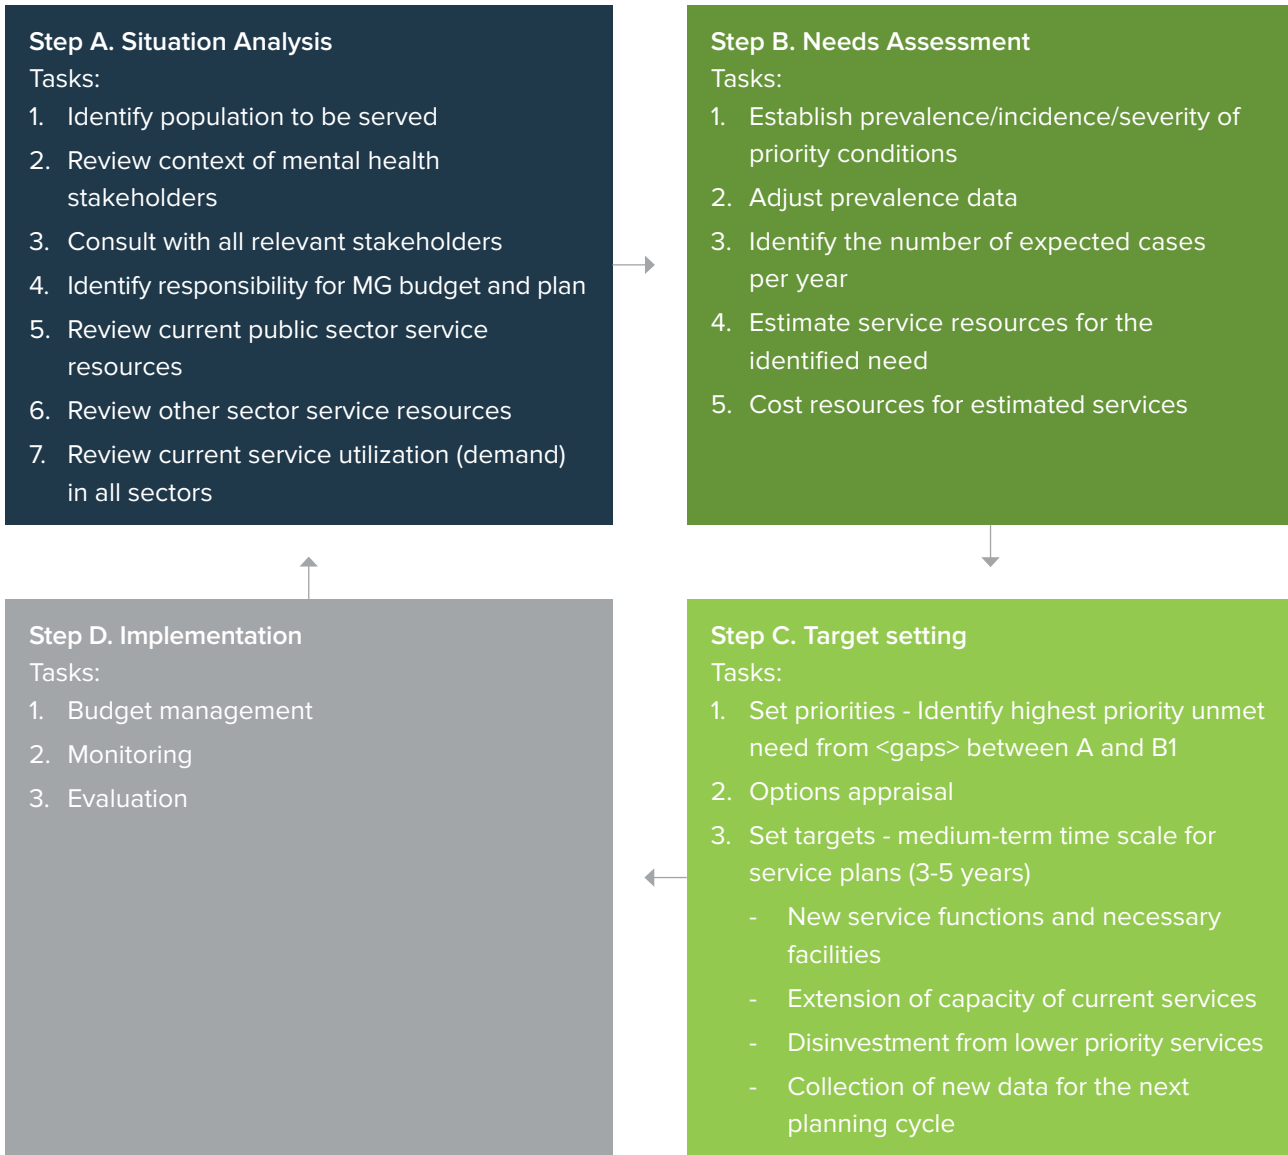 Step A. Situation Analysis
Tasks:
1. Identify population to be served
2. Review context of mental health
stakeholders
3. Consult with all relevant stakeholders
4. Identify responsibility for MG budget and plan
5. Review current public sector service
resources
6. Review other sector service resources
7. Review current service utilization (demand)
in all sectors
Step B. Needs Assessment
Tasks:
1. Establish prevalence/incidence/severity of
priority conditions
2. Adjust prevalence data
3. Identify the number of expected cases
per year
4. Estimate service resources for the
identified need
5. Cost resources for estimated services
Step C. Target setting
Tasks:
1. Set priorities - Identify highest priority unmet
need from <gaps> between A and B1
2. Options appraisal
3. Set targets - medium-term time scale for
service plans (3-5 years)
- New service functions and necessary
facilities
- Extension of capacity of current services
- Disinvestment from lower priority services
- Collection of new data for the next
planning cycle
Step D. Implementation
Tasks:
1. Budget management
2. Monitoring
3. Evaluation